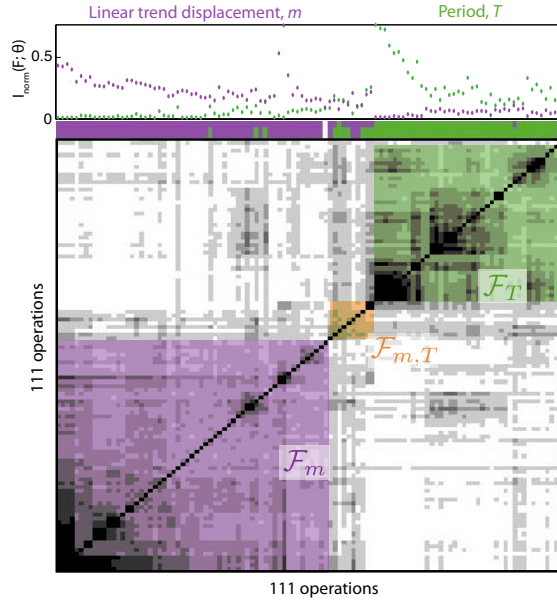 Linear trend displacement, m
Period, T
I_norm(F; θ)
0.5
0
111 operations
ℱ_T
ℱ_m,T
ℱ_m
111 operations